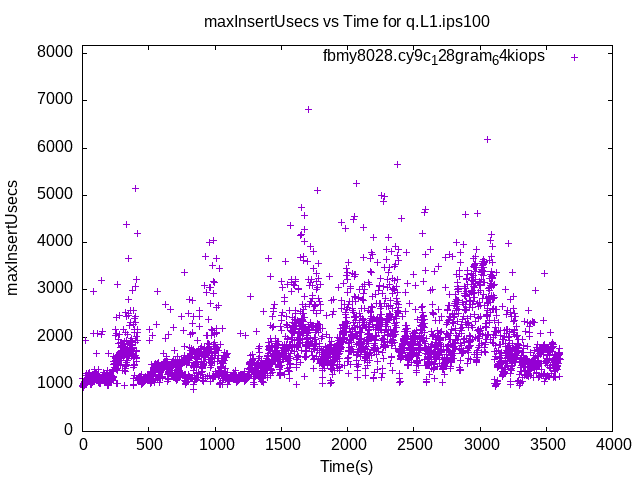 maxInsertUsecs vs Time for q.L1.ips100
fbmy8028.cy9c128gram64kiops
maxInsertUsecs
8000
7000
6000
5000
4000
3000
2000
1000
0
0 500 1000 1500 2000 2500 3000 3500 4000
Time(s)